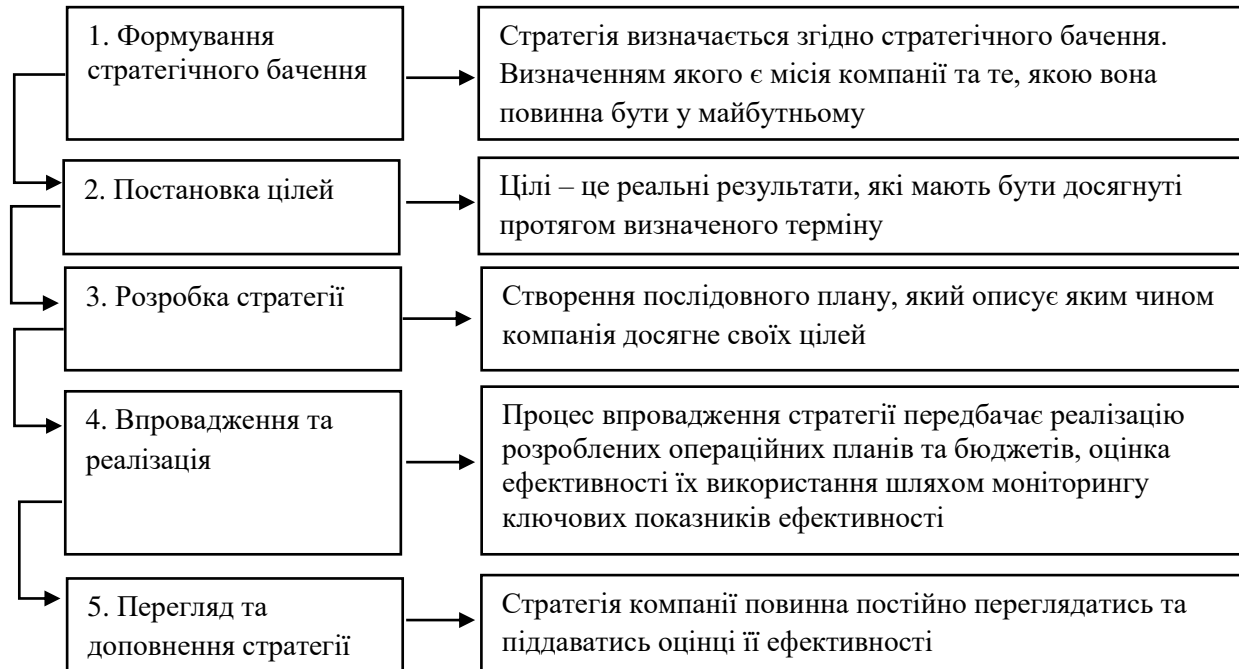 1. Формування
стратегічного бачення
Стратегія визначається згідно стратегічного бачення.
Визначенням якого є місія компанії та те, якою вона
повинна бути у майбутньому
2. Постановка цілей
Цілі – це реальні результати, які мають бути досягнуті
протягом визначеного терміну
3. Розробка стратегії
Створення послідовного плану, який описує яким чином
компанія досягне своїх цілей
4. Впровадження та
реалізація
Процес впровадження стратегії передбачає реалізацію
розроблених операційних планів та бюджетів, оцінка
ефективності їх використання шляхом моніторингу
ключових показників ефективності
5. Перегляд та
доповнення стратегії
Стратегія компанії повинна постійно переглядатись та
піддаватись оцінці її ефективності